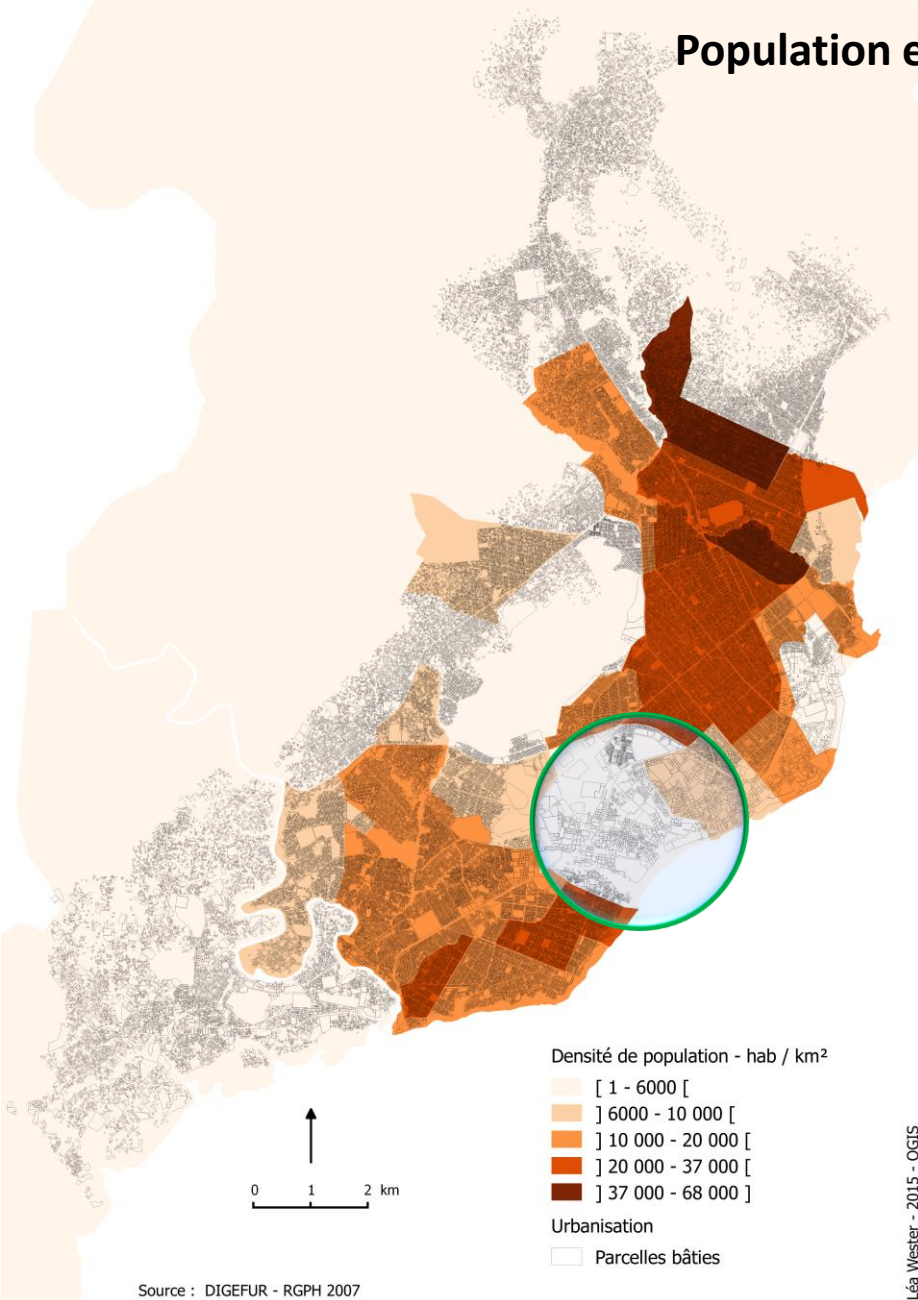 Population e
Densité de population - hab / km²
[ 1 - 6000 [
] 6000 - 10 000 [
] 10 000 - 20 000 [
] 20 000 - 37 000 [
] 37 000 - 68 000 ]
Urbanisation
Parcelles bâties
0 1 2 km
Source : DIGEFUR - RGPH 2007
Léa Wester - 2015 - QGIS